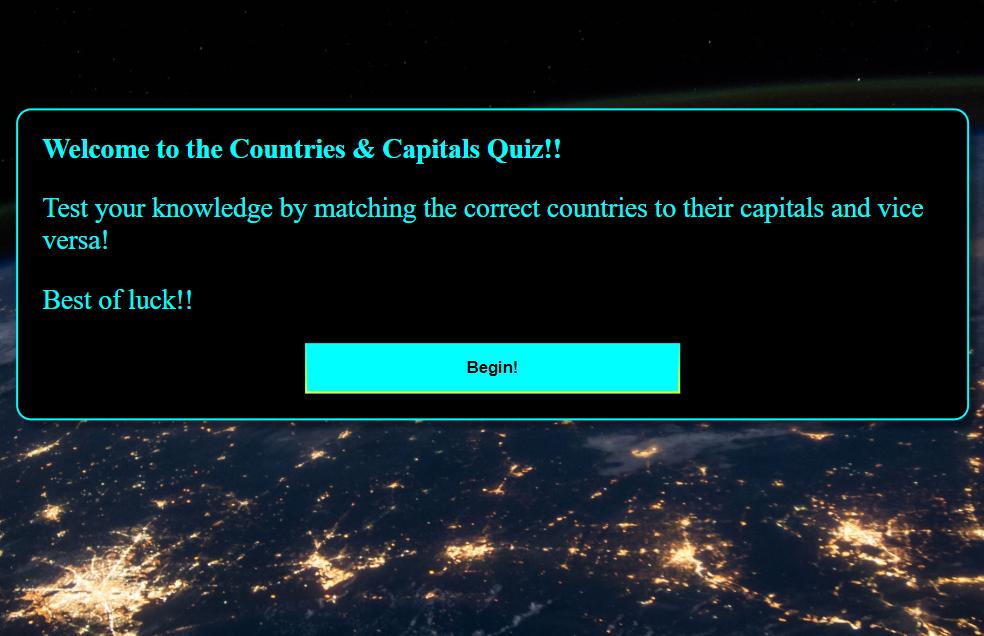 Welcome to the Countries & Capitals Quiz!!
Test your knowledge by matching the correct countries to their capitals and vice
versa!
Best of luck!!
Begin!